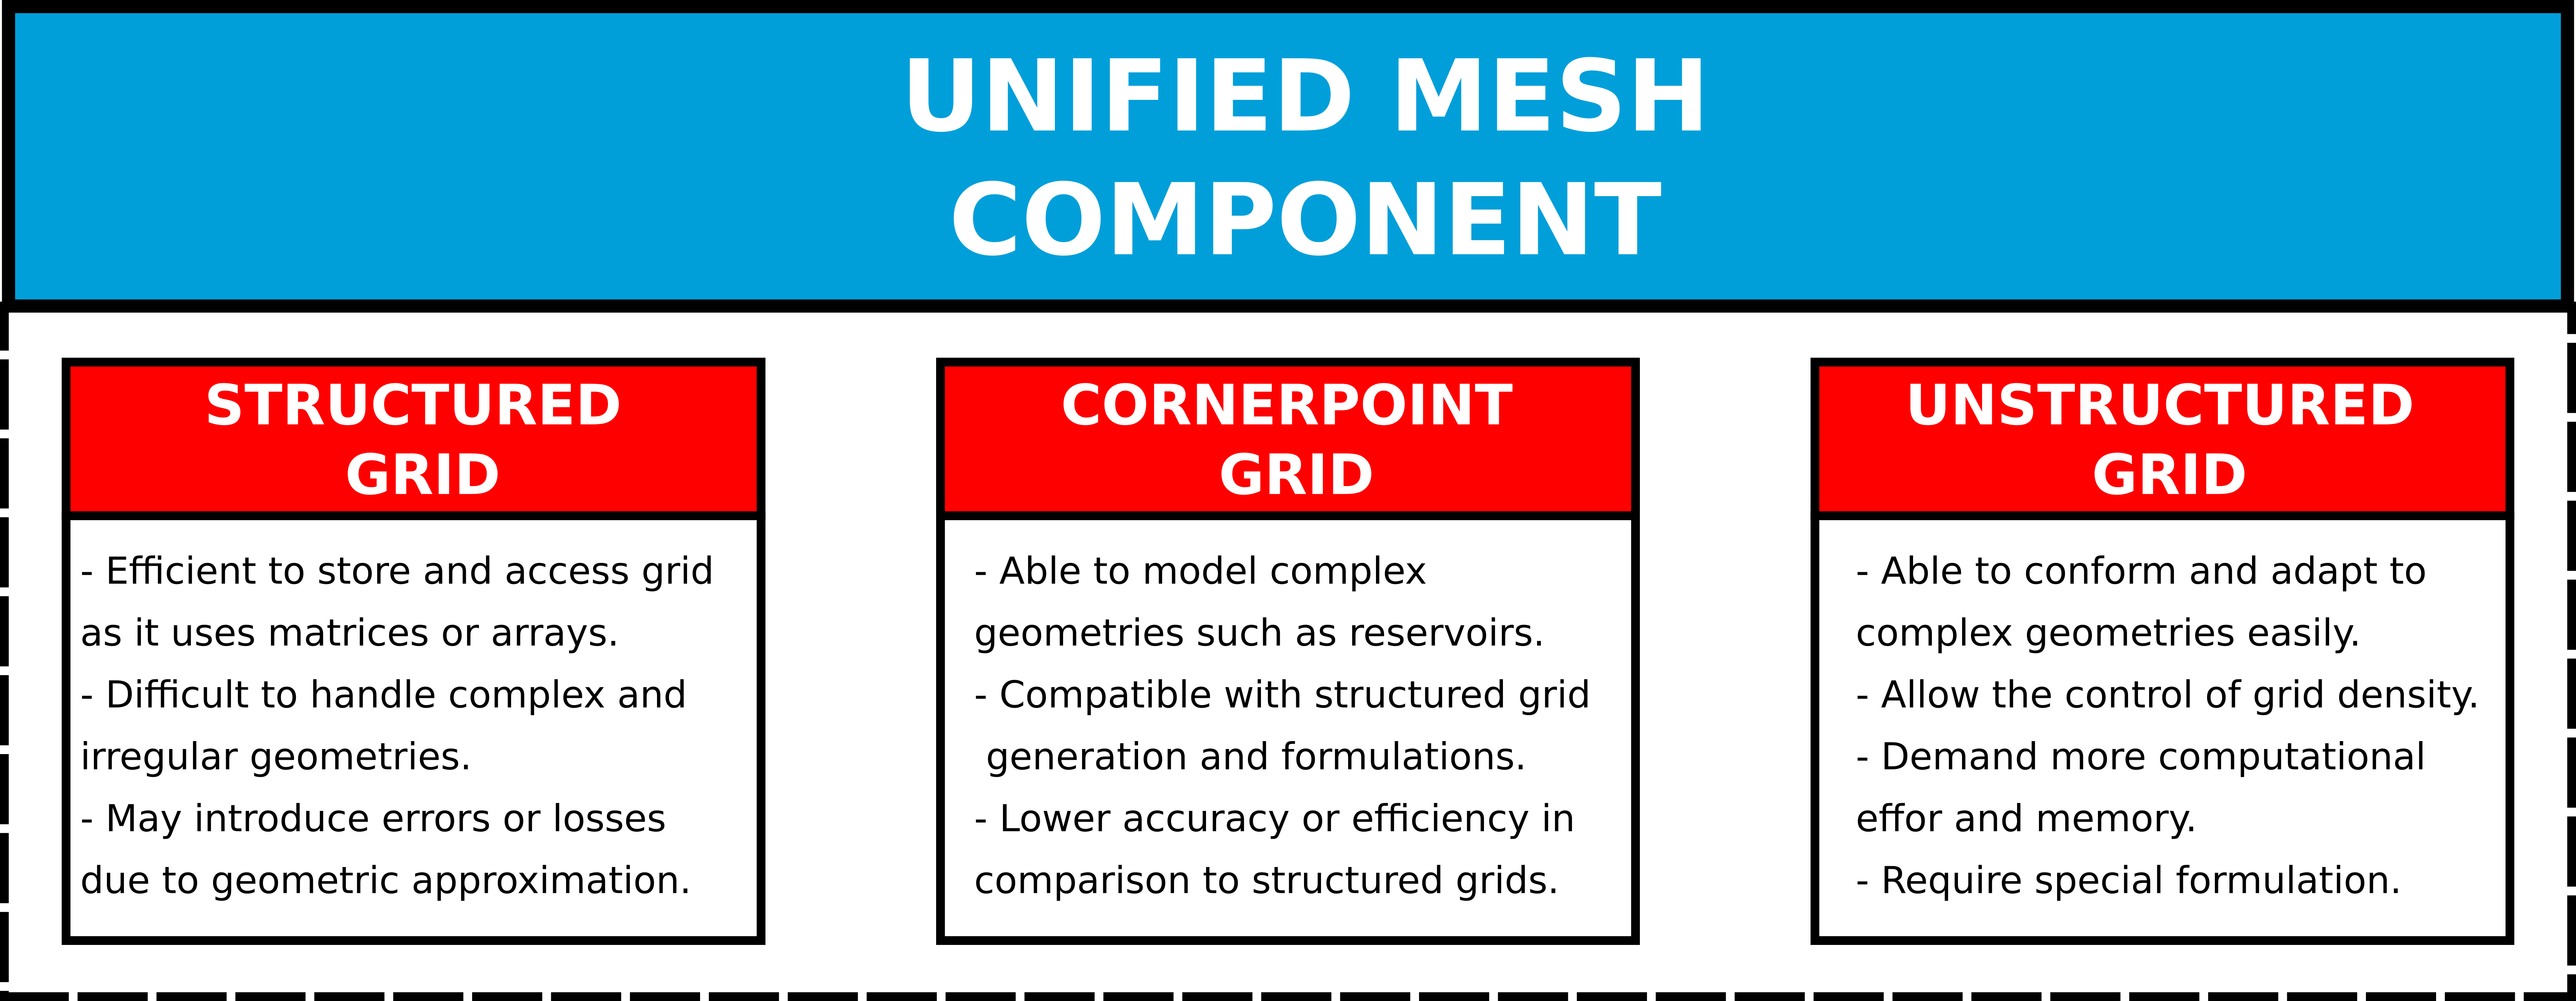 UNIFIED MESH
COMPONENT
STRUCTURED
GRID
- Efficient to store and access grid
as it uses matrices or arrays.
- Difficult to handle complex and
irregular geometries.
- May introduce errors or losses
due to geometric approximation.
CORNERPOINT
GRID
- Able to model complex
geometries such as reservoirs.
- Compatible with structured grid
generation and formulations.
- Lower accuracy or efficiency in
comparison to structured grids.
UNSTRUCTURED
GRID
- Able to conform and adapt to
complex geometries easily.
- Allow the control of grid density.
- Demand more computational
effor and memory.
- Require special formulation.